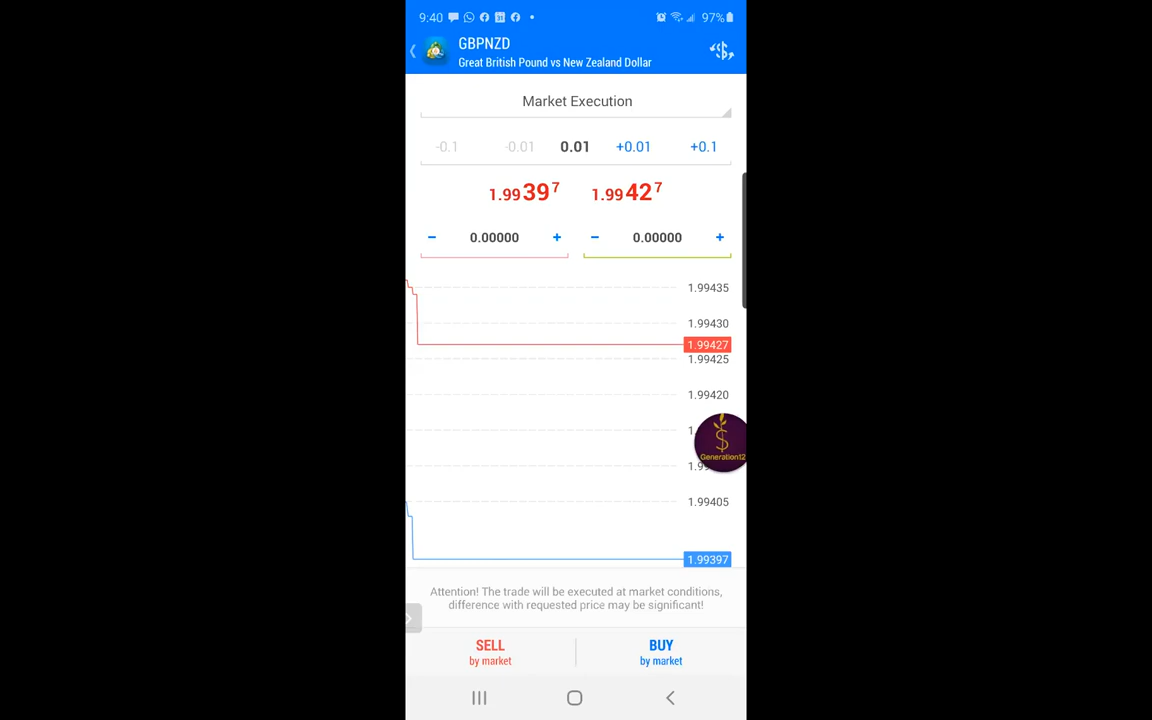 9:40
97%
GBPNZD
Great British Pound vs New Zealand Dollar
Market Execution
-0.1 -0.01 0.01 +0.01 +0.1
1.99397 1.99427
− 0.00000 + − 0.00000 +
1.99435
1.99430
1.99427
1.99425
1.99420
Generation12
1.99405
1.99397
Attention! The trade will be executed at market conditions,
difference with requested price may be significant!
SELL
by market
BUY
by market